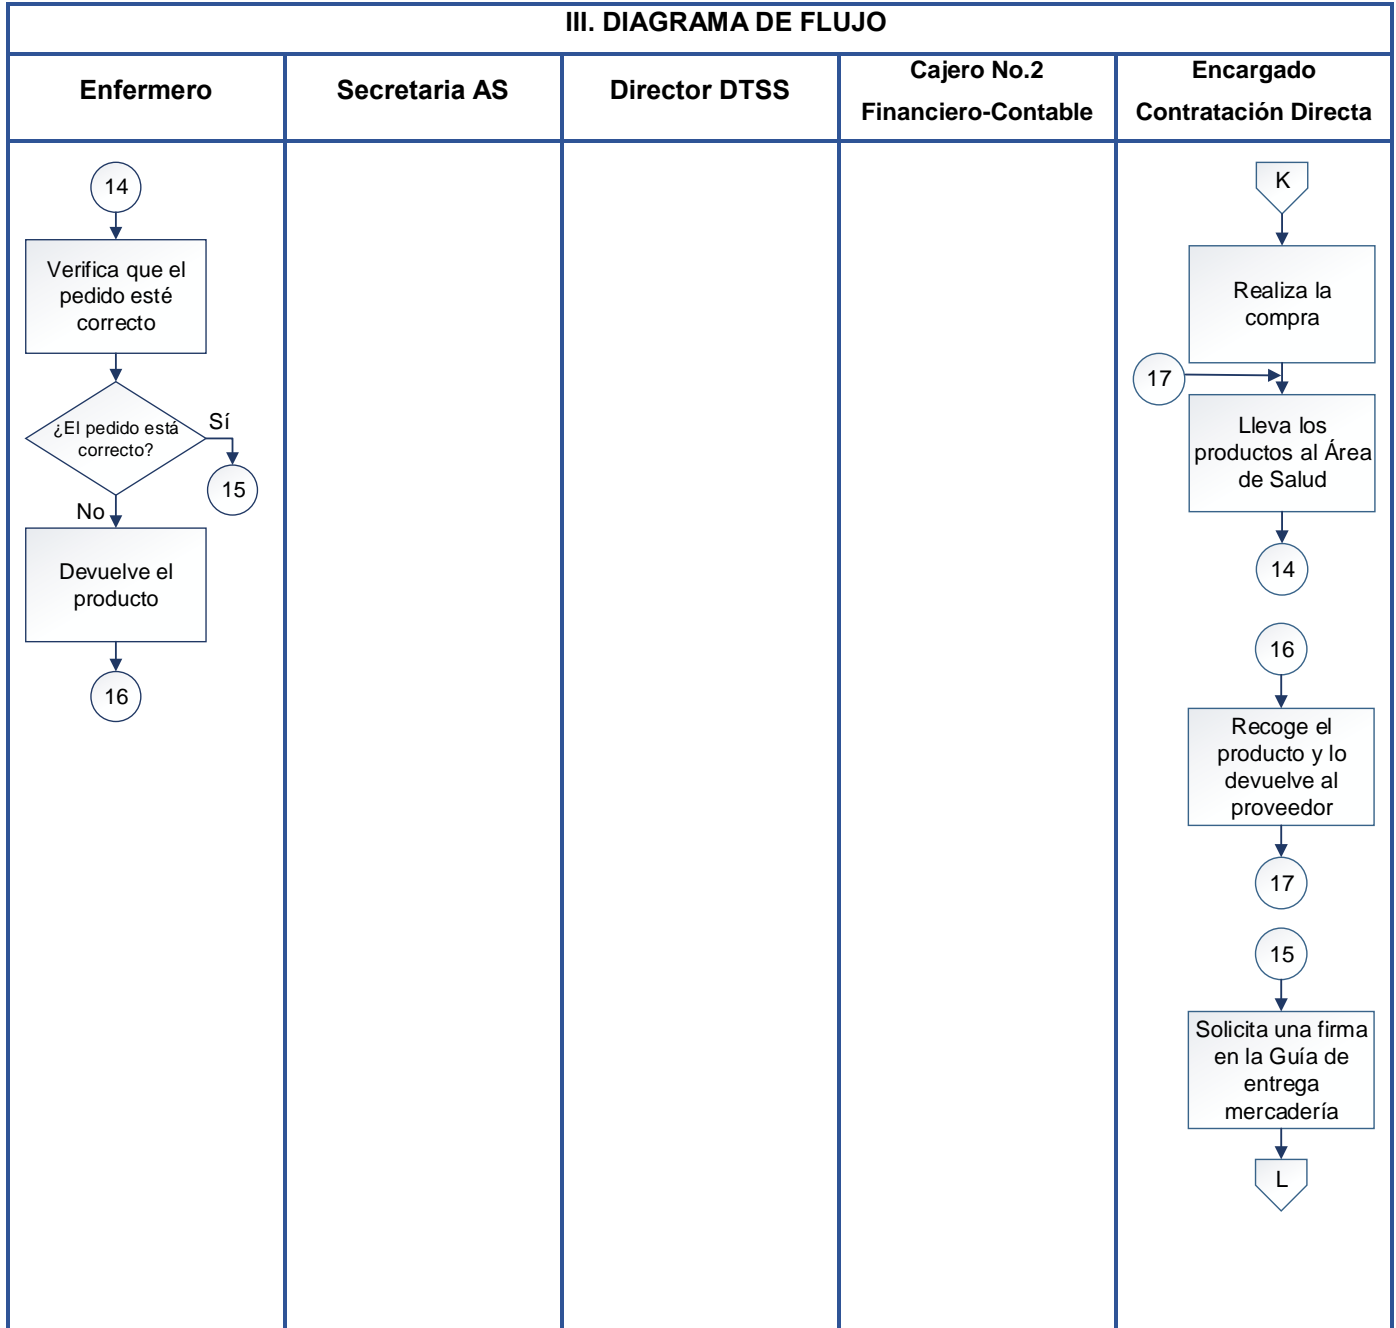 III. DIAGRAMA DE FLUJO
Enfermero
Secretaria AS
Director DTSS
Cajero No.2
Financiero-Contable
Encargado
Contratación Directa
14
Verifica que el
pedido esté
correcto
¿El pedido está
correcto?
Sí
15
No
Devuelve el
producto
16
K
Realiza la
compra
17
Lleva los
productos al Área
de Salud
14
16
Recoge el
producto y lo
devuelve al
proveedor
17
15
Solicita una firma
en la Guía de
entrega
mercadería
L